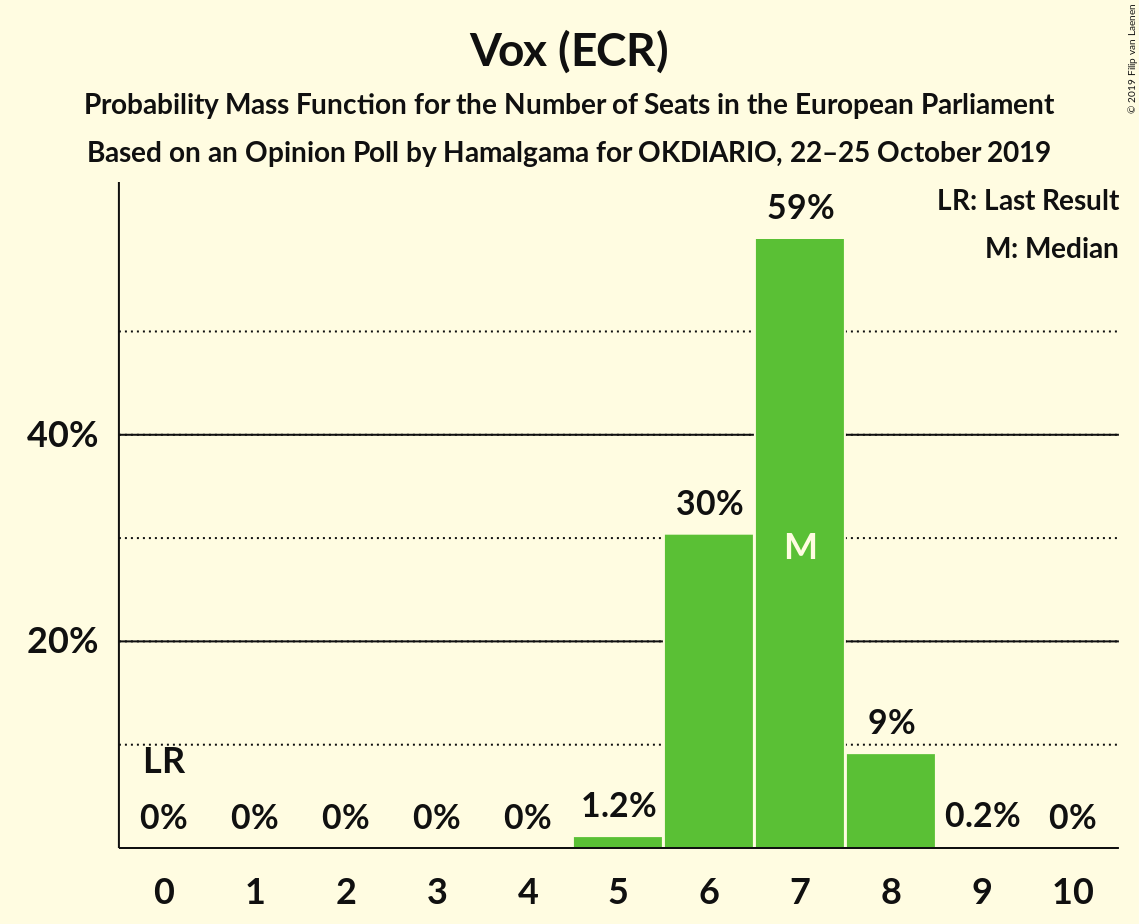 Vox (ECR)
Probability Mass Function for the Number of Seats in the European Parliament
Based on an Opinion Poll by Hamalgama for OKDIARIO, 22–25 October 2019
© 2019 Filip van Laenen
LR: Last Result
M: Median
59%
40%
30%
M
20%
9%
LR
0% 0% 0% 0% 0% 1.2% 0.2% 0%
0 1 2 3 4 5 6 7 8 9 10